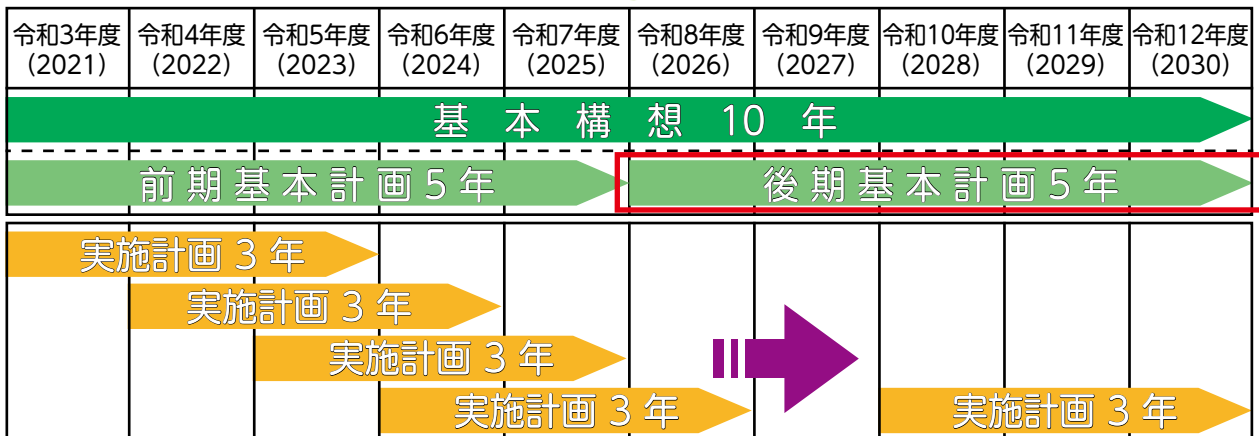 令和3年度 令和4年度 令和5年度 令和6年度 令和7年度 令和8年度 令和9年度 令和10年度 令和11年度 令和12年度
(2021) (2022) (2023) (2024) (2025) (2026) (2027) (2028) (2029) (2030)
基本構想10年
前期基本計画5年 後期基本計画5年
実施計画3年
実施計画3年
実施計画3年
実施計画3年 実施計画3年